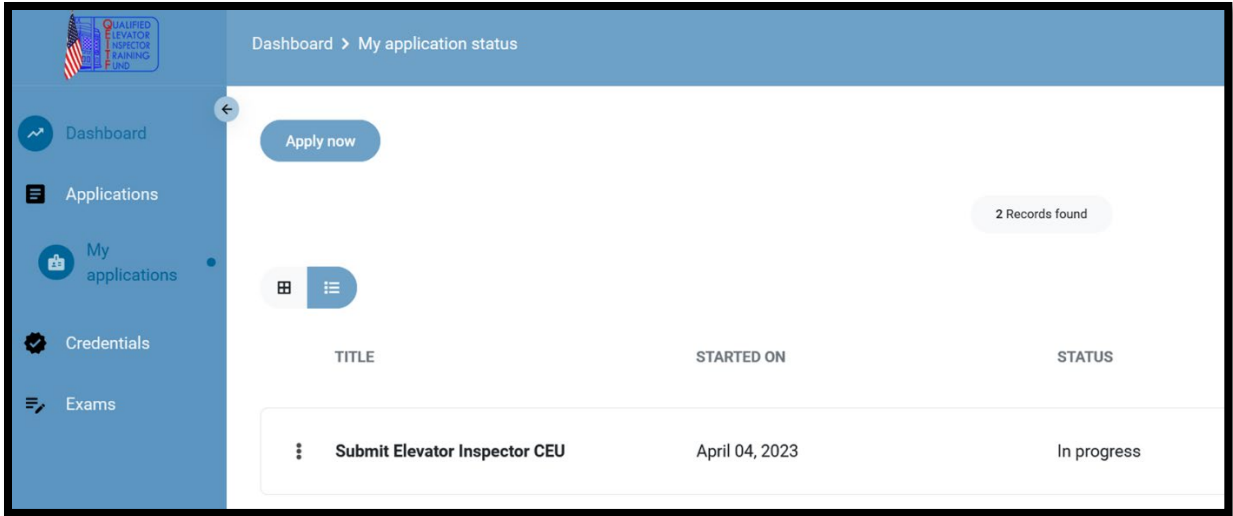 QUALIFIED
ELEVATOR
INSPECTOR
TRAINING
FUND
Dashboard > My application status
Dashboard
Apply now
Applications
2 Records found
My
applications
Credentials
TITLE STARTED ON STATUS
Exams
Submit Elevator Inspector CEU April 04, 2023 In progress